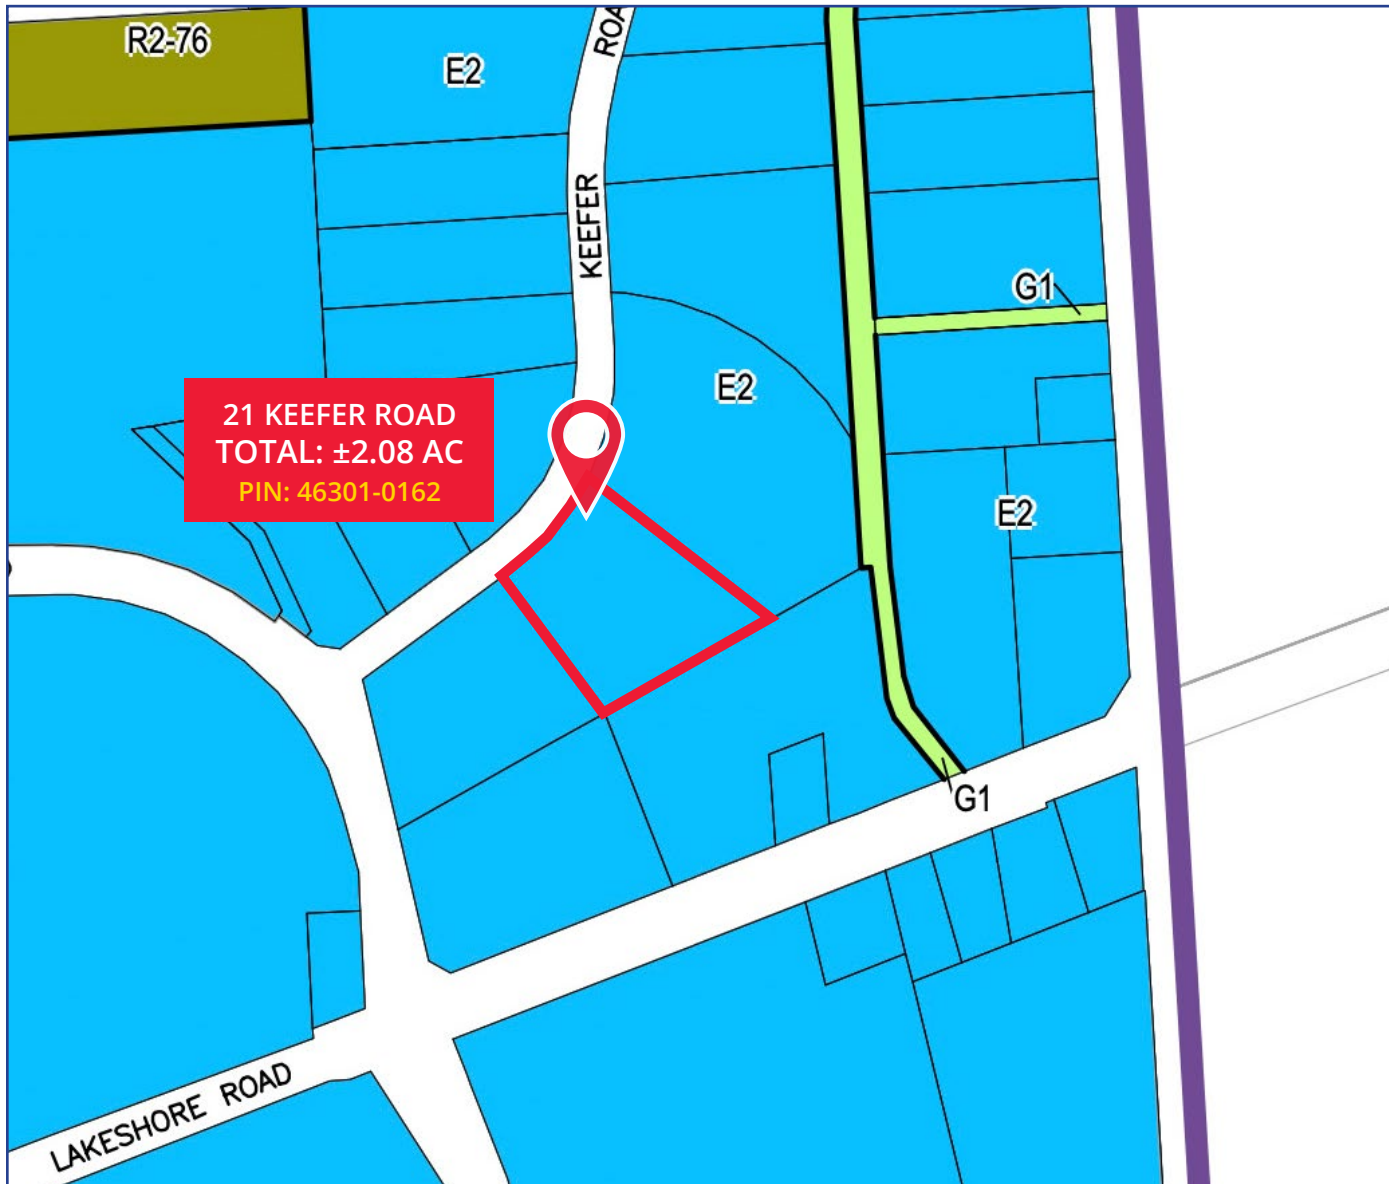 R2-76
E2
ROA
KEEFER
G1
E2
21 KEEFER ROAD
TOTAL: ±2.08 AC
PIN: 46301-0162
E2
G1
LAKESHORE ROAD